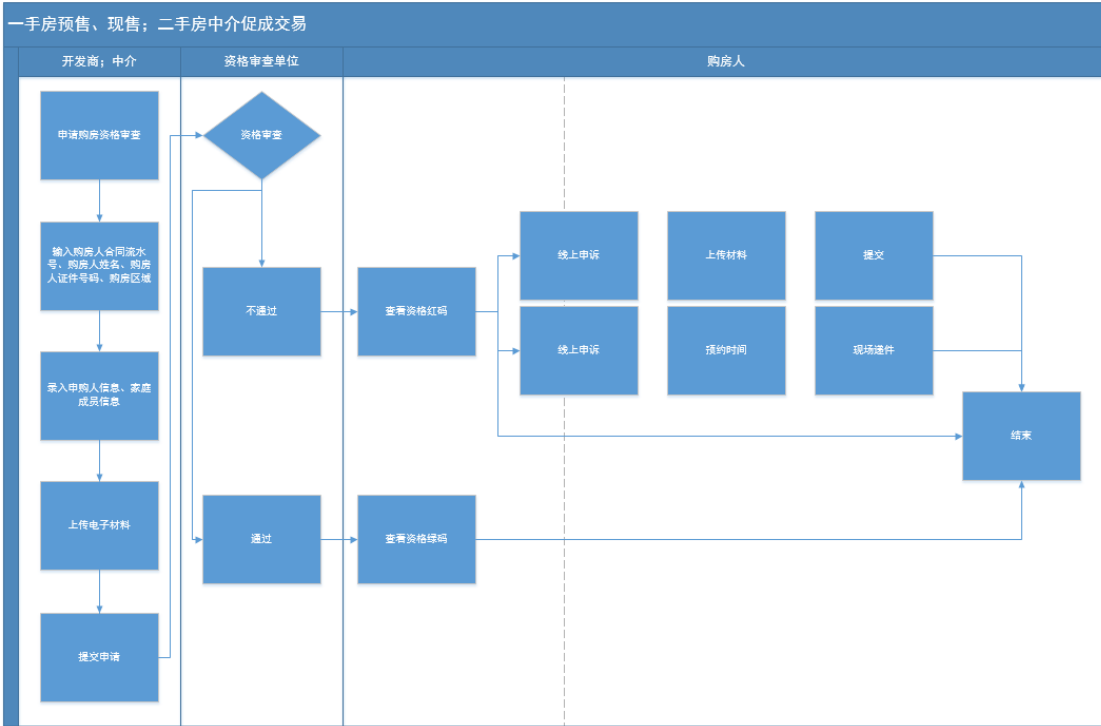 一手房预售、现售；二手房中介促成交易
开发商；中介
资格审查单位
购房人
申请购房资格审查
资格审查
输入购房人合同流水
号、购房人姓名、购房
人证件号码、购房区域
线上申诉
上传材料
提交
不通过
查看资格红码
线上申诉
预约时间
现场递件
录入申购人信息、家庭
成员信息
结束
上传电子材料
通过
查看资格绿码
提交申请